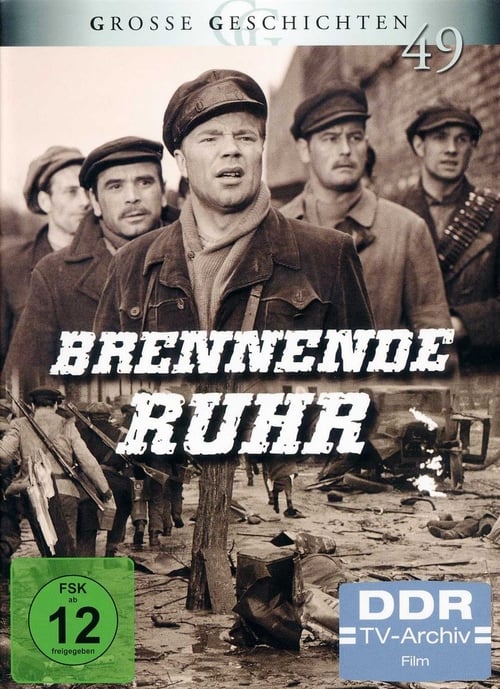 GROSSE GESCHICHTEN
49
BRENNENDE
RUHR
FSK
ab
12
freigegeben
DDR
TV-Archiv
Film